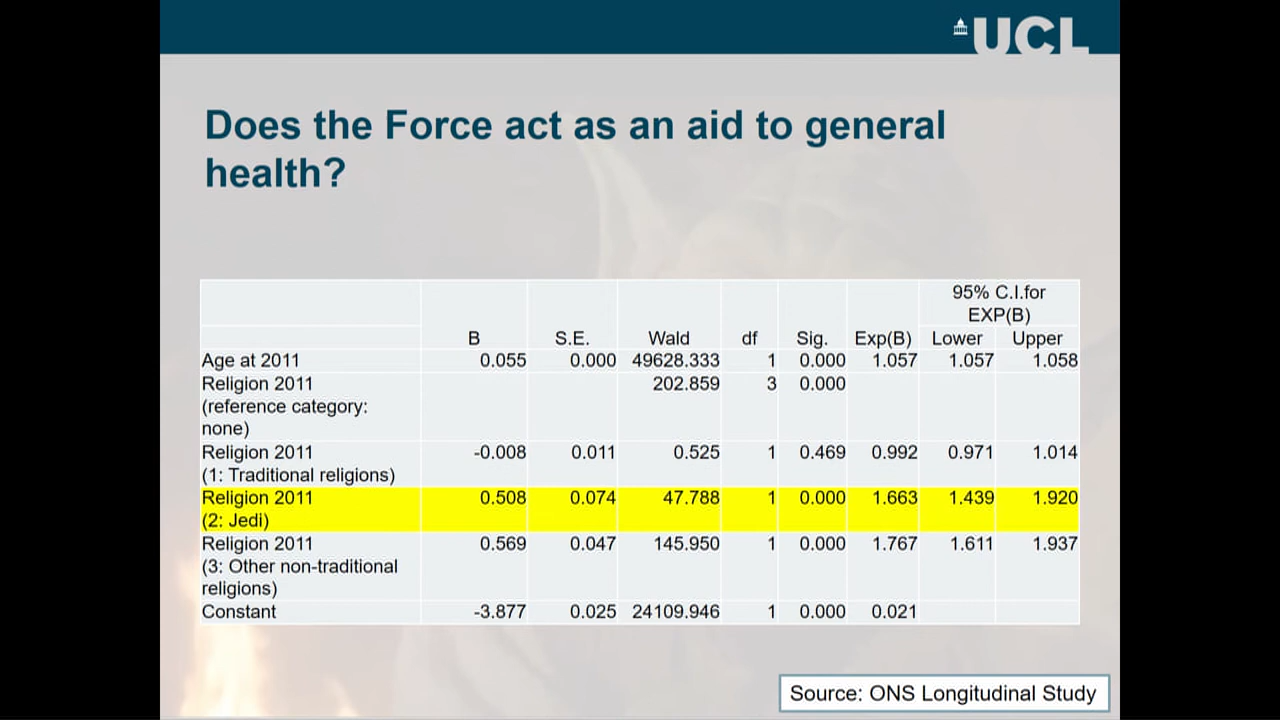 UCL
Does the Force act as an aid to general
health?
95% C.I.for
EXP(B)
B S.E. Wald df Sig. Exp(B) Lower Upper
Age at 2011 0.055 0.000 49628.333 1 0.000 1.057 1.057 1.058
Religion 2011 202.859 3 0.000
(reference category:
none)
Religion 2011 -0.008 0.011 0.525 1 0.469 0.992 0.971 1.014
(1: Traditional religions)
Religion 2011 0.508 0.074 47.788 1 0.000 1.663 1.439 1.920
(2: Jedi)
Religion 2011 0.569 0.047 145.950 1 0.000 1.767 1.611 1.937
(3: Other non-traditional
religions)
Constant -3.877 0.025 24109.946 1 0.000 0.021
Source: ONS Longitudinal Study